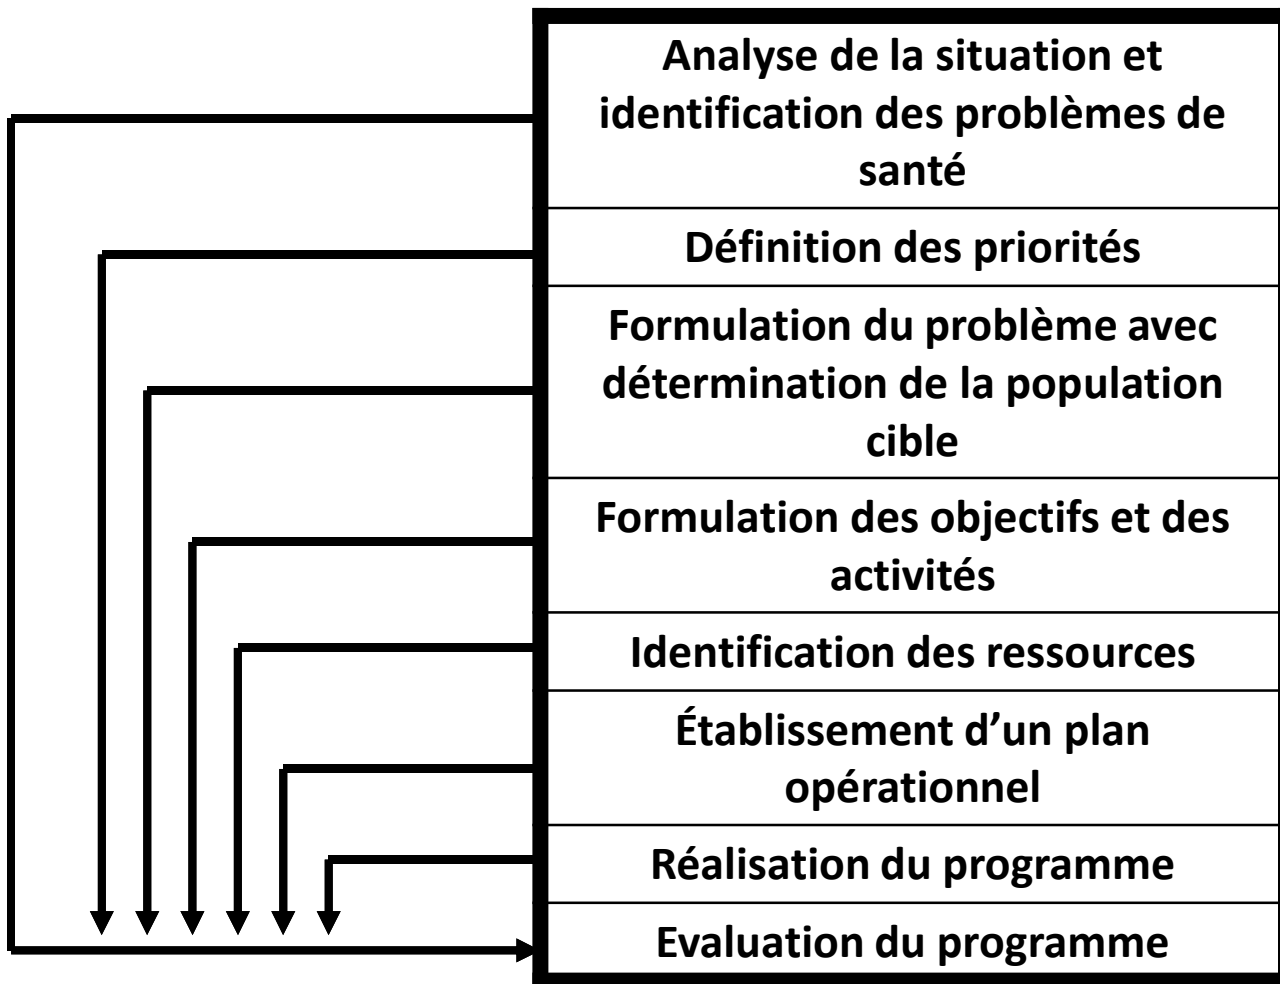 Analyse de la situation et
identification des problèmes de
santé
Définition des priorités
Formulation du problème avec
détermination de la population
cible
Formulation des objectifs et des
activités
Identification des ressources
Établissement d’un plan
opérationnel
Réalisation du programme
Evaluation du programme